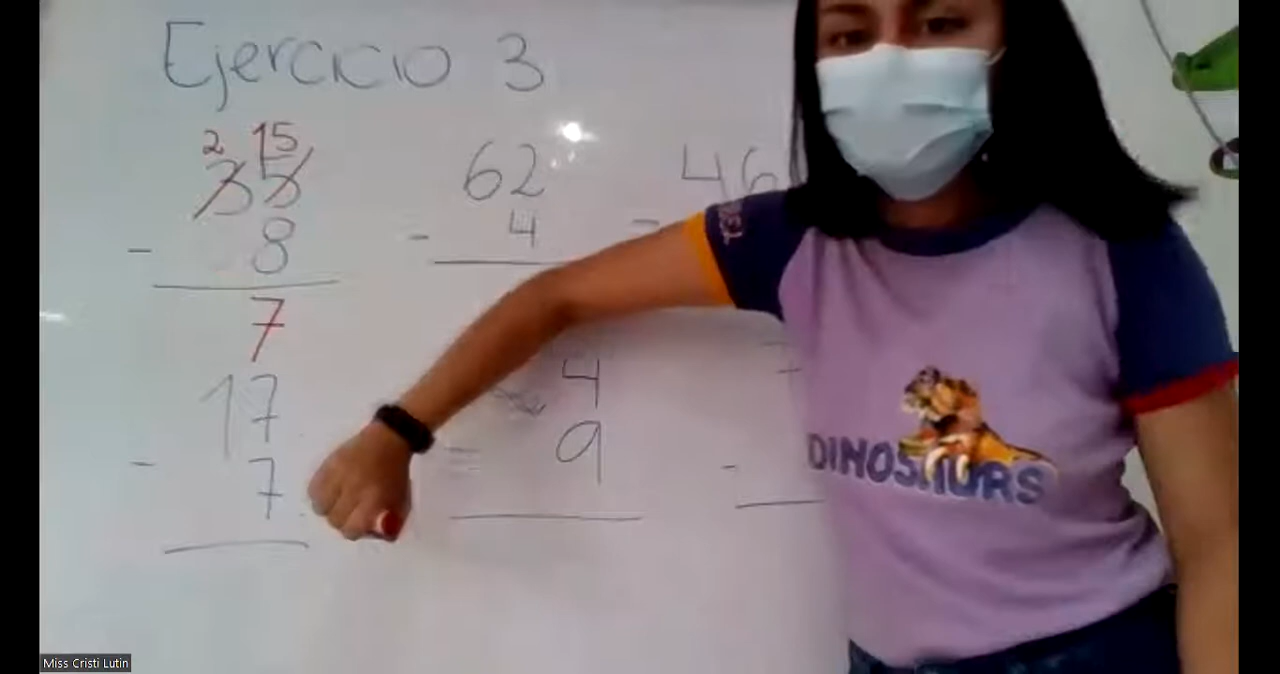 Ejercicio 3
2 15
35 62 46
- 8 - 4 -
7
17 4
- 7 9 -
DINOSAURS
Miss Cristi Lutin